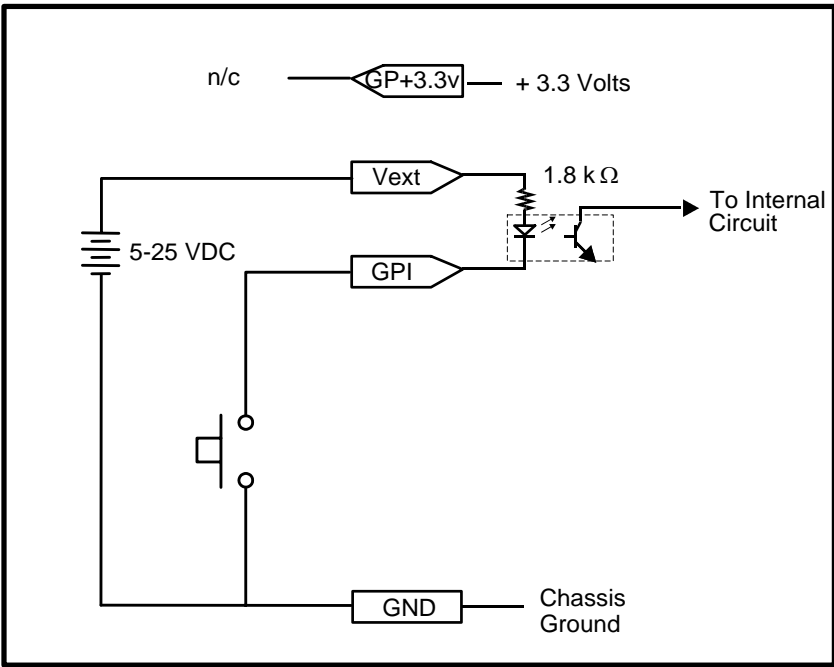 n/c
GP+3.3v
+ 3.3 Volts
Vext
1.8 k Ω
To Internal
Circuit
5-25 VDC
GPI
GND
Chassis
Ground